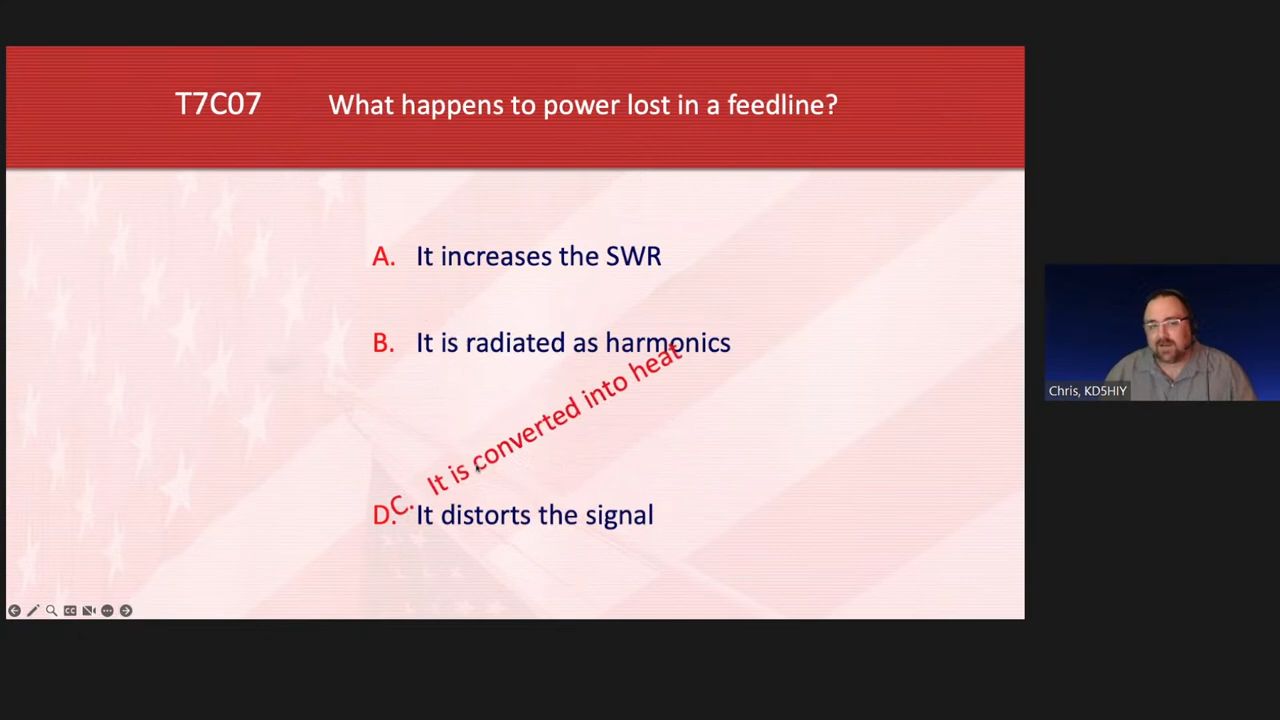 T7C07 What happens to power lost in a feedline?
A. It increases the SWR
B. It is radiated as harmonics
C. It is converted into heat
D. It distorts the signal
Chris, KD5HIY
CC